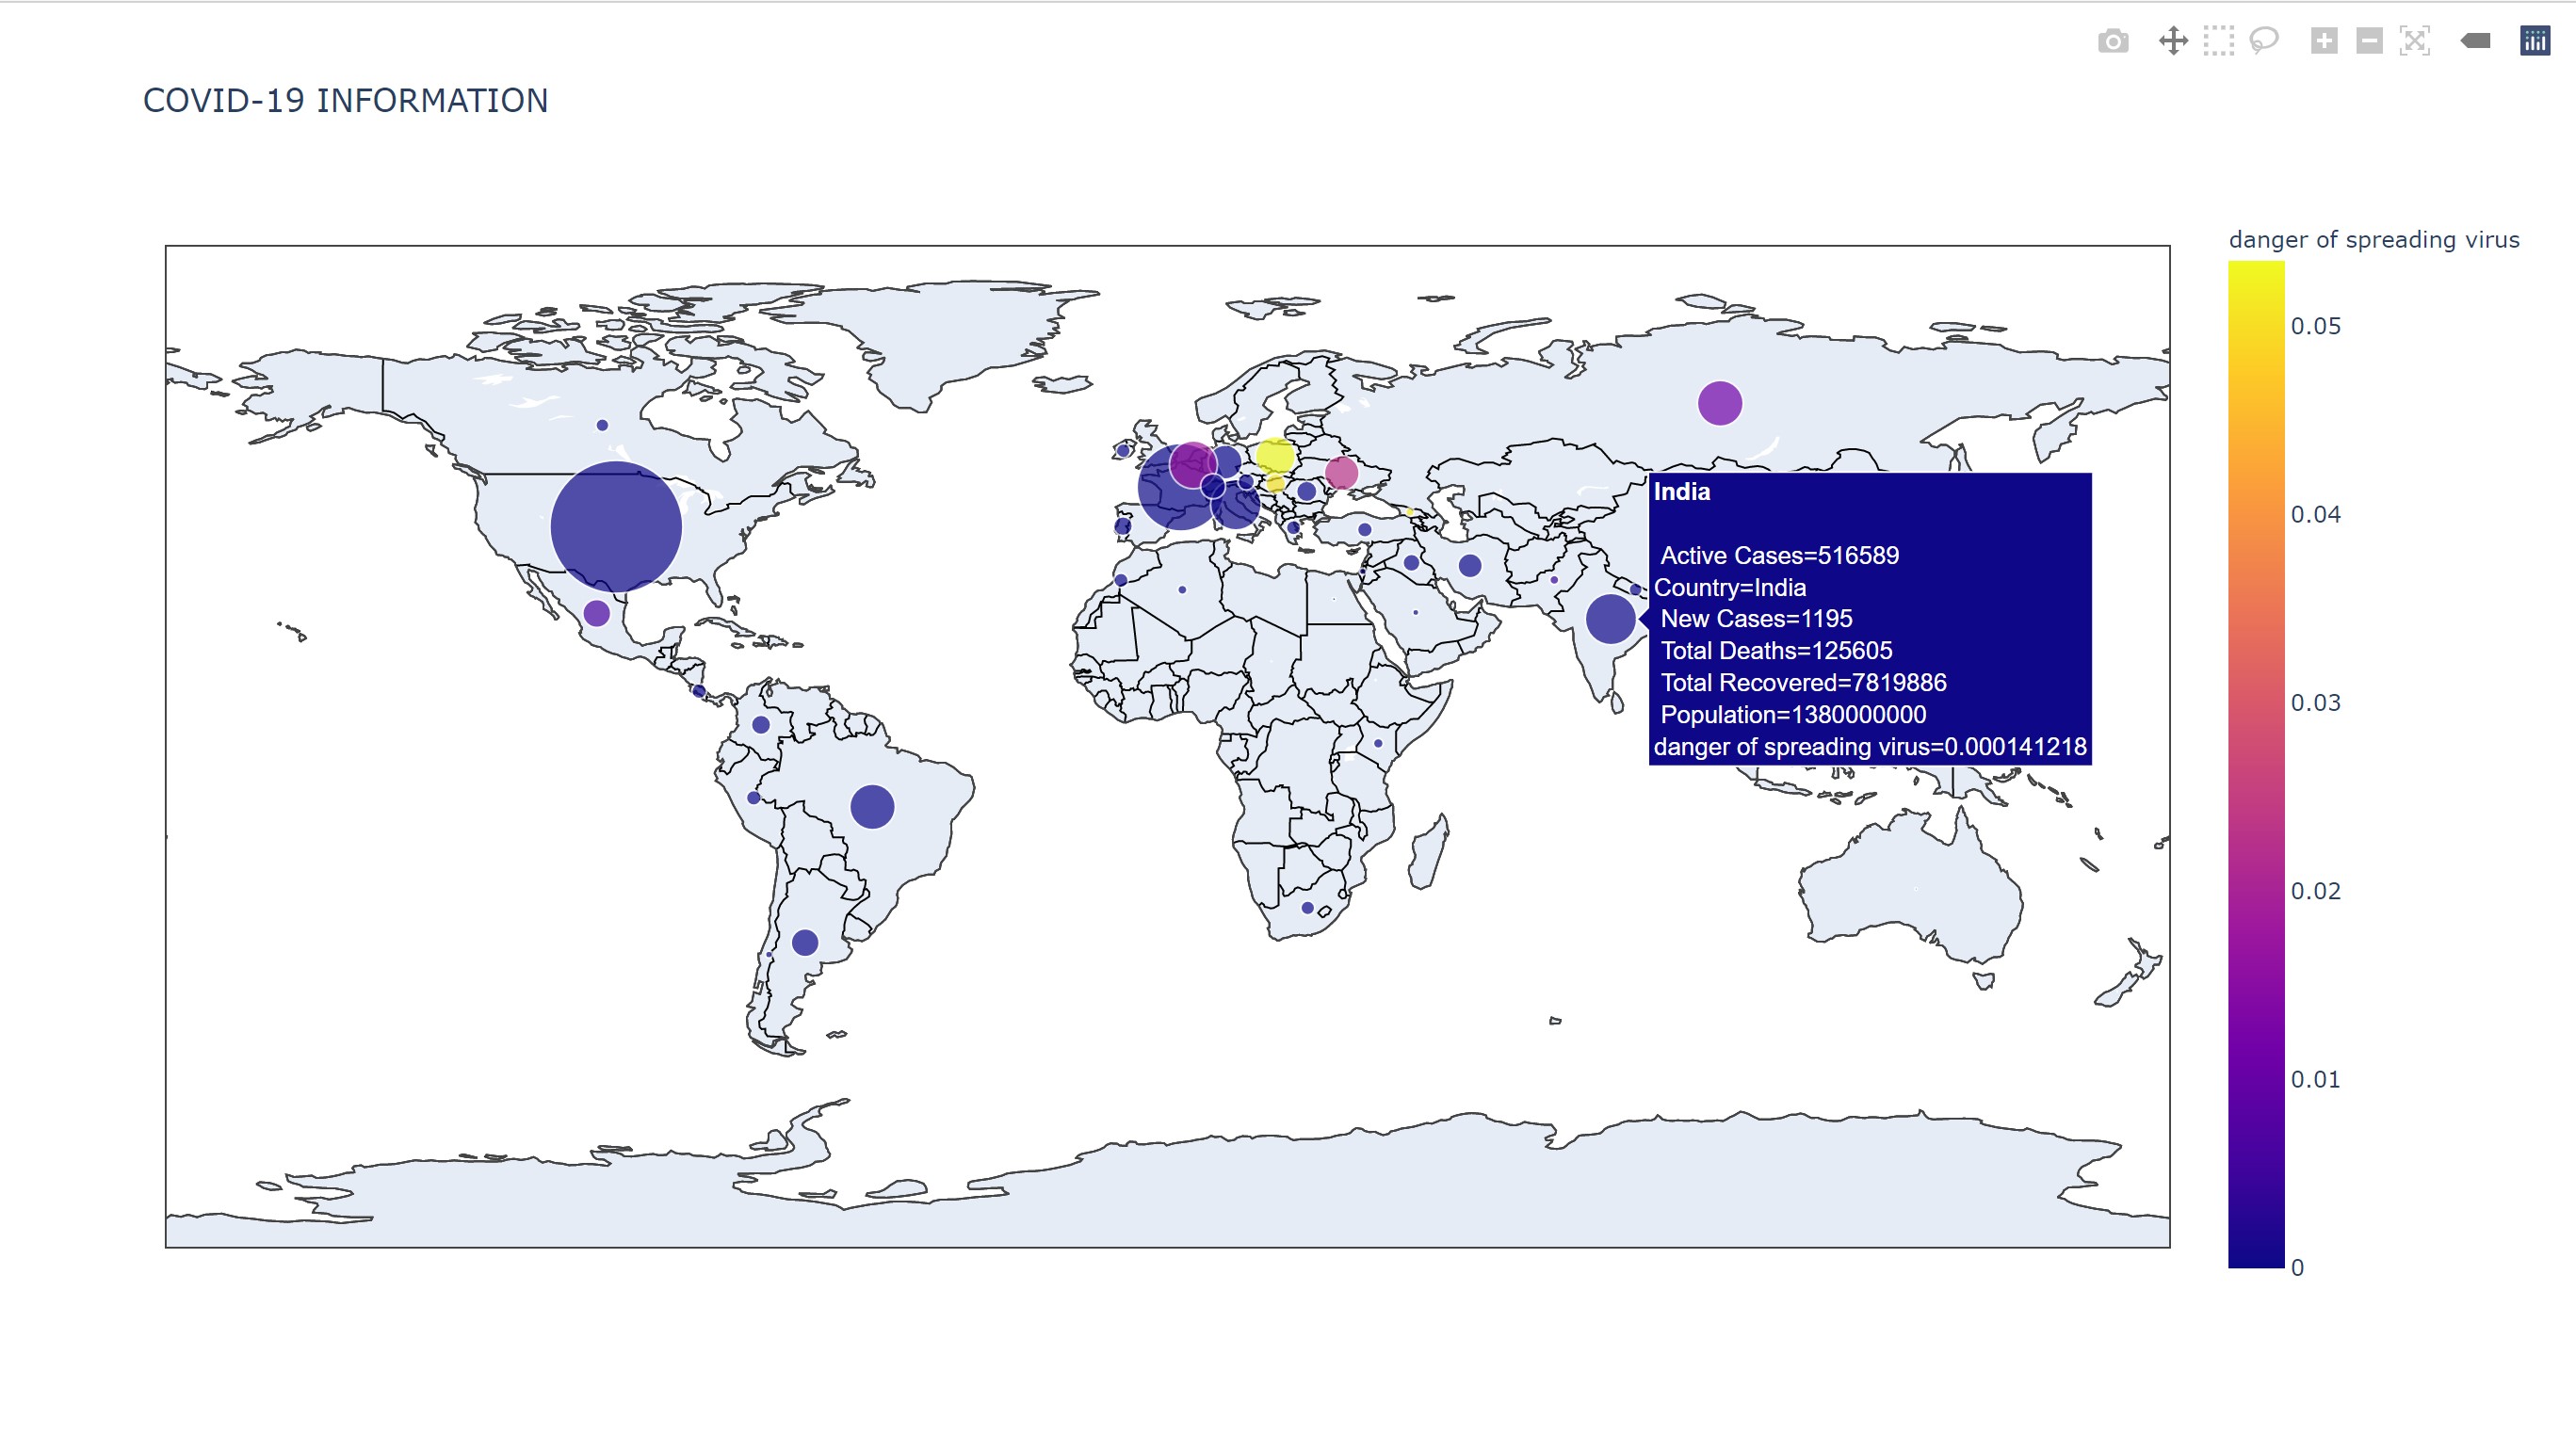 COVID-19 INFORMATION
danger of spreading virus
0.05
0.04
0.03
0.02
0.01
0
India
Active Cases=516589
Country=India
New Cases=1195
Total Deaths=125605
Total Recovered=7819886
Population=1380000000
danger of spreading virus=0.000141218